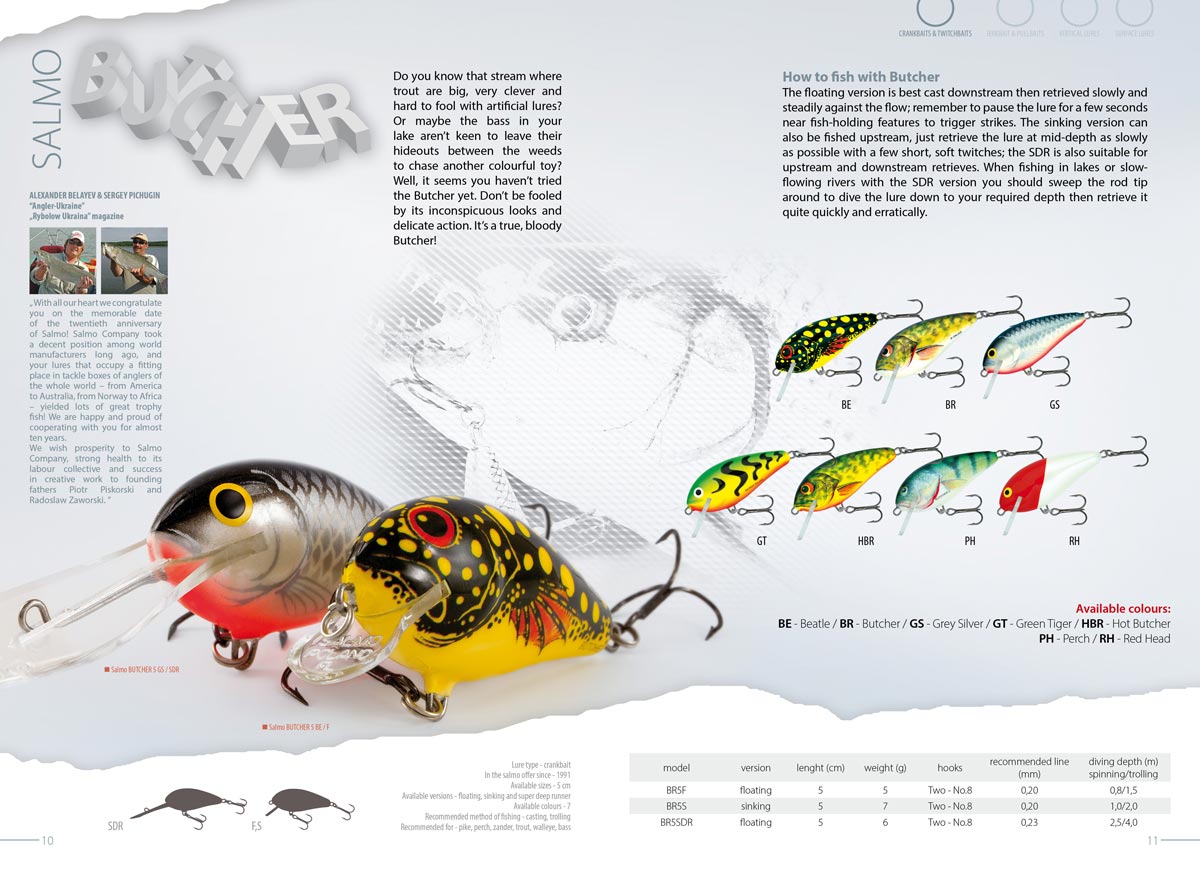 CRANKBAITS & TWITCHBAITS
JERKBAIT & PULLBAITS
VERTICAL LURES
SURFACE LURES
SALMO
BUTCHER
ALEXANDER BELAYEV & SERGEY PICHUGIN
"Angler-Ukraine"
„Rybolow Ukraina" magazine
„With all our heart we congratulate
you on the memorable date
of the twentieth anniversary
of Salmo! Salmo Company took
a decent position among world
manufacturers long ago, and
your lures that occupy a fitting
place in tackle boxes of anglers of
the whole world – from America
to Australia, from Norway to Africa
– yielded lots of great trophy
fish! We are happy and proud of
cooperating with you for almost
ten years.
We wish prosperity to Salmo
Company, strong health to its
labour collective and success
in creative work to founding
fathers Piotr Piskorski and
Radoslaw Zaworski. "
Do you know that stream where
trout are big, very clever and
hard to fool with artificial lures?
Or maybe the bass in your
lake aren't keen to leave their
hideouts between the weeds
to chase another colourful toy?
Well, it seems you haven't tried
the Butcher yet. Don't be fooled
by its inconspicuous looks and
delicate action. It's a true, bloody
Butcher!
How to fish with Butcher
The floating version is best cast downstream then retrieved slowly and
steadily against the flow; remember to pause the lure for a few seconds
near fish-holding features to trigger strikes. The sinking version can
also be fished upstream, just retrieve the lure at mid-depth as slowly
as possible with a few short, soft twitches; the SDR is also suitable for
upstream and downstream retrieves. When fishing in lakes or slow-
flowing rivers with the SDR version you should sweep the rod tip
around to dive the lure down to your required depth then retrieve it
quite quickly and erratically.
BE BR GS
GT HBR PH RH
Available colours:
BE - Beatle / BR - Butcher / GS - Grey Silver / GT - Green Tiger / HBR - Hot Butcher
PH - Perch / RH - Red Head
SALMO
POLAND
Salmo BUTCHER 5 GS / SDR
Salmo BUTCHER 5 BE / F
SDR
F,S
Lure type - crankbait
In the salmo offer since - 1991
Available sizes - 5 cm
Available versions - floating, sinking and super deep runner
Available colours - 7
Recommended method of fishing - casting, trolling
Recommended for - pike, perch, zander, trout, walleye, bass
model version lenght (cm) weight (g) hooks recommended line (mm) diving depth (m) spinning/trolling
BR5F floating 5 5 Two - No.8 0,20 0,8/1,5
BR5S sinking 5 7 Two - No.8 0,20 1,0/2,0
BR5SDR floating 5 6 Two - No.8 0,23 2,5/4,0
10
11